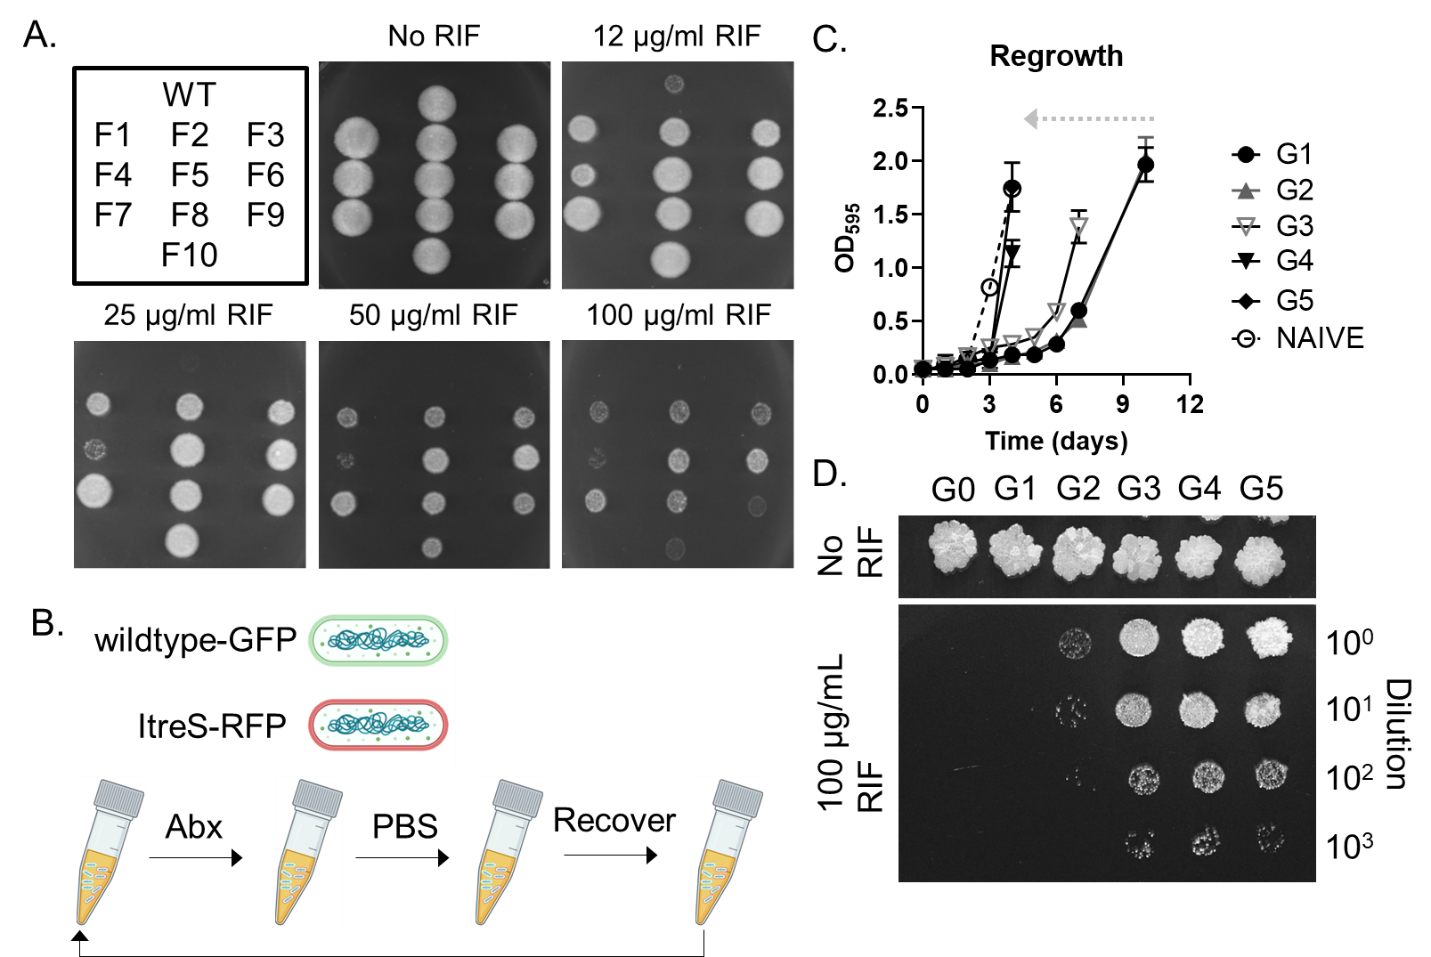 A.
No RIF
12 µg/ml RIF
WT
F1 F2 F3
F4 F5 F6
F7 F8 F9
F10
25 µg/ml RIF
50 µg/ml RIF
100 µg/ml RIF
B.
wildtype-GFP
ltreS-RFP
Abx
PBS
Recover
C.
Regrowth
2.5
2.0
1.5
1.0
0.5
0.0
OD595
0 3 6 9 12
Time (days)
G1
G2
G3
G4
G5
NAIVE
D.
G0 G1 G2 G3 G4 G5
No
RIF
100 µg/mL
RIF
10⁰
10¹
10²
10³
Dilution